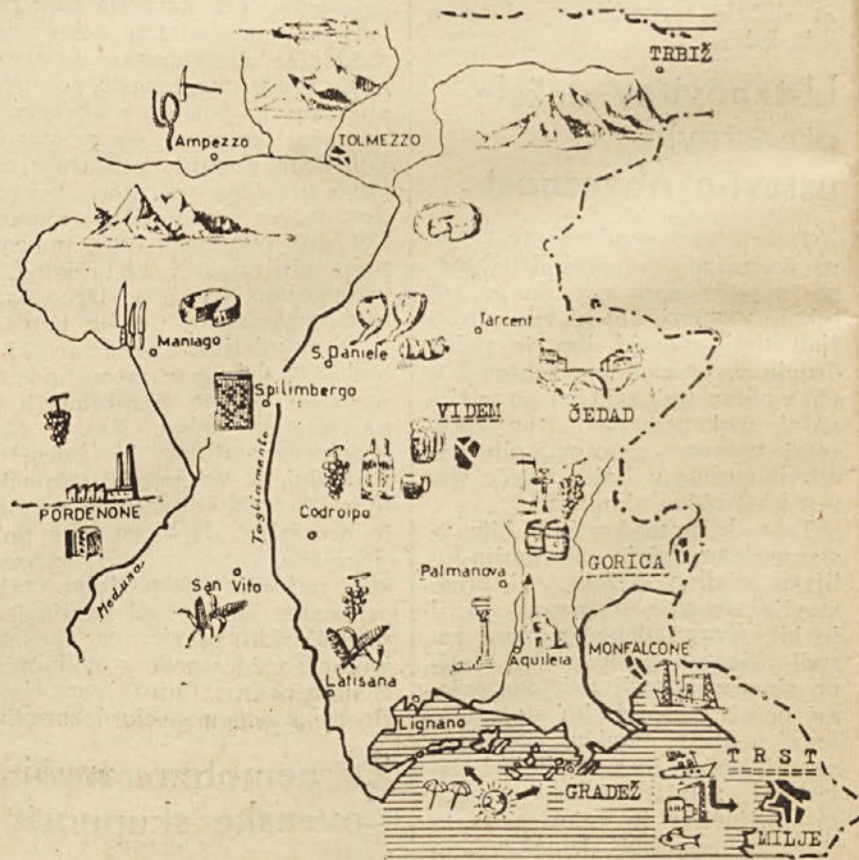 TRBIŽ
Ampezzo
TOLMEZZO
Maniago
S. Daniele
Tarcent
Spilimbergo
VIDEM
ČEDAD
Tagliamento
PORDENONE
Codroipo
GORICA
Meduna
San Vito
Palmanova
Aquileia
MONFALCONE
Latisana
Lignano
TRST
GRADEŽ
MILJE